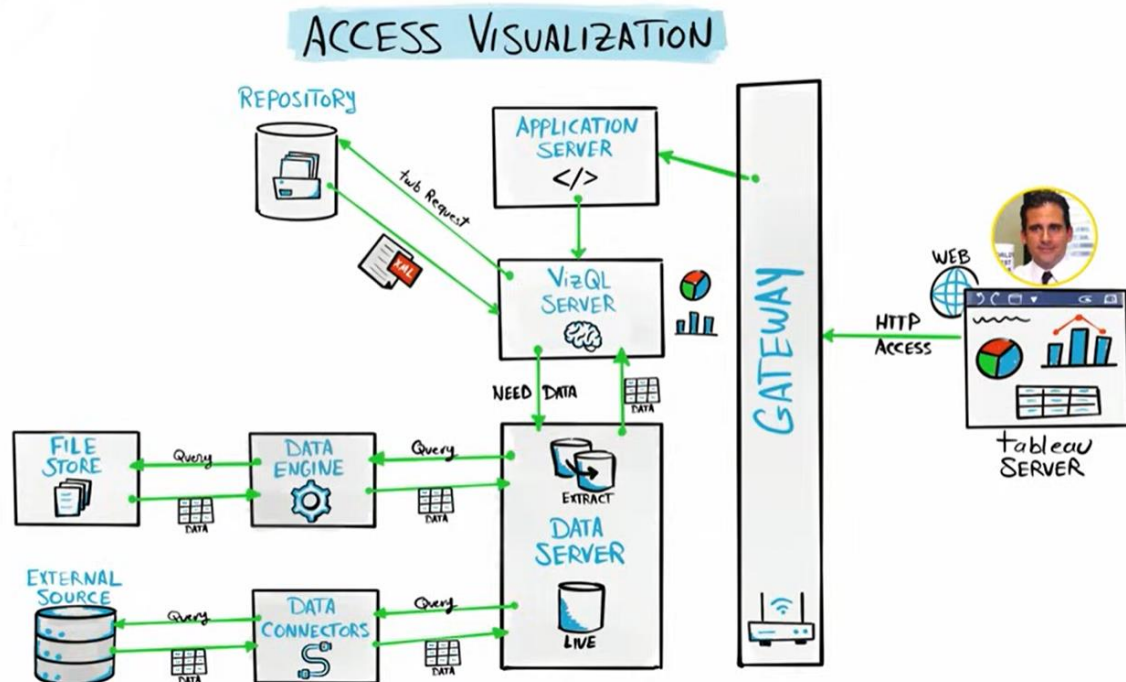 ACCESS VISUALIZATION
REPOSITORY
twb Request
XML
APPLICATION
SERVER
</>
VizQL
SERVER
NEED DATA
DATA
GATEWAY
WEB
HTTP
ACCESS
tableau
SERVER
FILE
STORE
Query
DATA
DATA
ENGINE
Query
DATA
EXTRACT
DATA
SERVER
LIVE
EXTERNAL
SOURCE
Query
DATA
DATA
CONNECTORS
Query
DATA